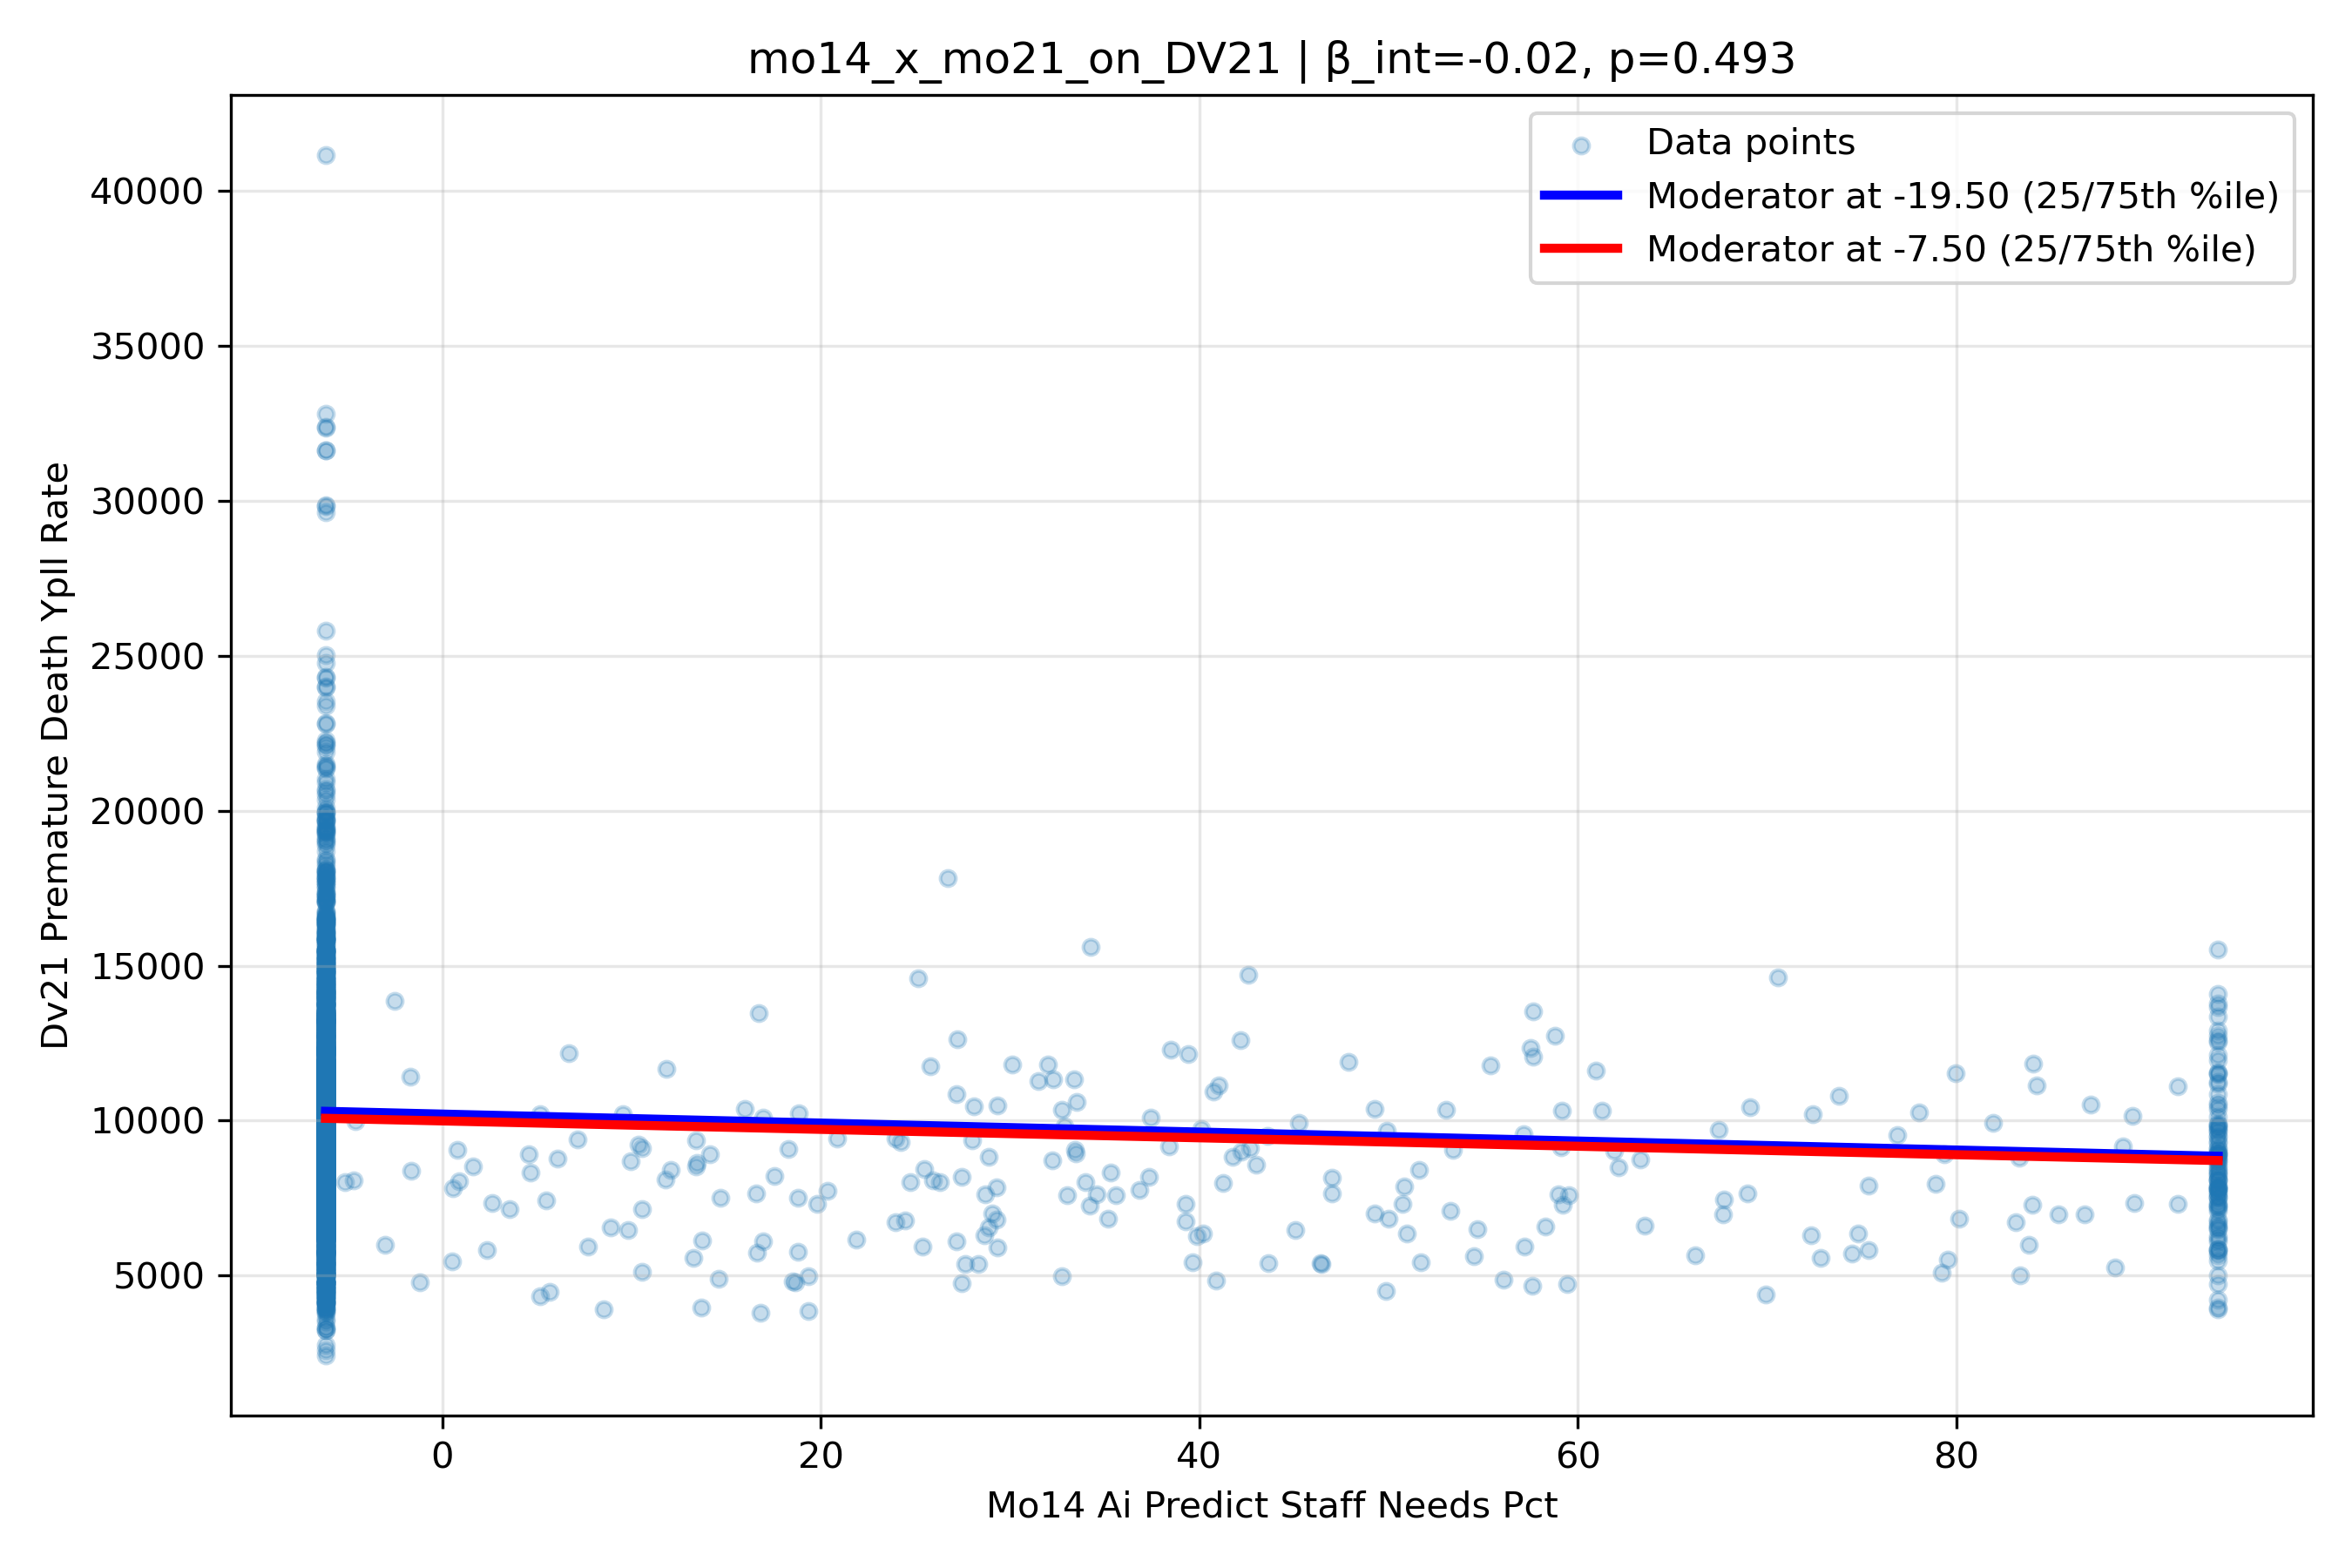 mo14_x_mo21_on_DV21 | β_int=-0.02, p=0.493
Data points
Moderator at -19.50 (25/75th %ile)
Moderator at -7.50 (25/75th %ile)
Dv21 Premature Death Ypll Rate
40000
35000
30000
25000
20000
15000
10000
5000
0 20 40 60 80
Mo14 Ai Predict Staff Needs Pct